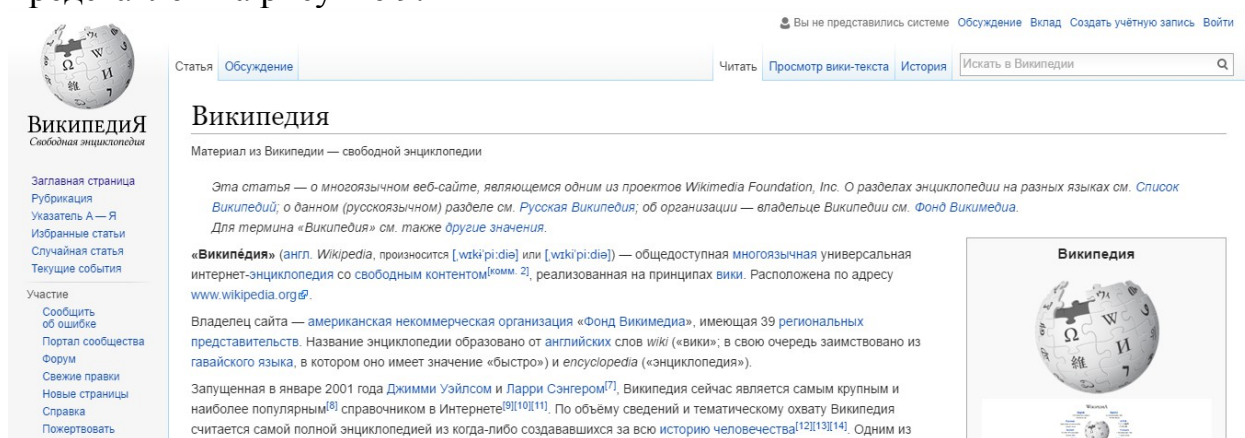 Вы не представились системе Обсуждение Вклад Создать учётную запись Войти
Статья Обсуждение Читать Просмотр вики-текста История Искать в Википедии
ВикипедиЯ
Свободная энциклопедия
Заглавная страница
Рубрикация
Указатель А — Я
Избранные статьи
Случайная статья
Текущие события
Участие
Сообщить
об ошибке
Портал сообщества
Форум
Свежие правки
Новые страницы
Справка
Пожертвовать
Википедия
Материал из Википедии — свободной энциклопедии
Эта статья — о многоязычном веб-сайте, являющемся одним из проектов Wikimedia Foundation, Inc. О разделах энциклопедии на разных языках см. Список
Википедий; о данном (русскоязычном) разделе см. Русская Википедия; об организации — владельце Википедии см. Фонд Викимедиа.
Для термина «Википедия» см. также другие значения.
«Википе́дия» (англ. Wikipedia, произносится [ˌwɪkiˈpiːdiə] или [ˌwɪkiˈpiːdiə]) — общедоступная многоязычная универсальная
интернет-энциклопедия со свободным контентом[комм. 2], реализованная на принципах вики. Расположена по адресу
www.wikipedia.org.
Владелец сайта — американская некоммерческая организация «Фонд Викимедиа», имеющая 39 региональных
представительств. Название энциклопедии образовано от английских слов wiki («вики»; в свою очередь заимствовано из
гавайского языка, в котором оно имеет значение «быстро») и encyclopedia («энциклопедия»).
Запущенная в январе 2001 года Джимми Уэйлсом и Ларри Сэнгером[7], Википедия сейчас является самым крупным и
наиболее популярным[8] справочником в Интернете[9][10][11]. По объёму сведений и тематическому охвату Википедия
считается самой полной энциклопедией из когда-либо создававшихся за всю историю человечества[12][13][14]. Одним из
Википедия